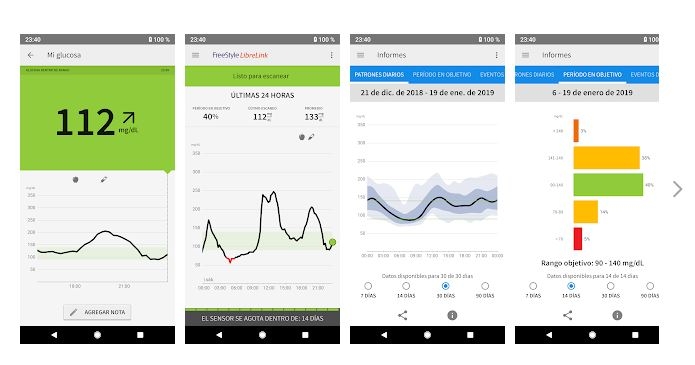 23:40
100 %
Mi glucosa
GLUCOSA DENTRO DE RANGO
23:40
112
mg/dL
mg/dL
350
300
250
200
150
100
50
18:00
21:00
AGREGAR NOTA
23:40
100 %
FreeStyle LibreLink
Listo para escanear
ÚLTIMAS 24 HORAS
PERÍODO EN OBJETIVO
ÚLTIMO ESCANEO
PROMEDIO
40%
112 mg/dL
133 mg/dL
mg/dL
350
300
250
200
150
100
50
00:00 03:00 06:00 09:00 12:00 15:00 18:00 21:00
EL SENSOR SE AGOTA DENTRO DE: 14 DÍAS
23:40
100 %
Informes
PATRONES DIARIOS PERÍODO EN OBJETIVO EVENTOS
21 de dic. de 2018 - 19 de ene. de 2019
mg/dL
350
300
250
200
150
100
50
00:00 03:00 06:00 09:00 12:00 15:00 18:00 21:00 00:00
Datos disponibles para 30 de 30 días
7 DÍAS 14 DÍAS 30 DÍAS 90 DÍAS
23:40
100 %
Informes
PATRONES DIARIOS PERÍODO EN OBJETIVO EVENTOS D
6 - 19 de enero de 2019
mg/dL
3%
38%
90-140
40%
70-89
14%
< 70
5%
Rango objetivo: 90 - 140 mg/dL
Datos disponibles para 14 de 14 días
7 DÍAS 14 DÍAS 30 DÍAS 90 DÍAS